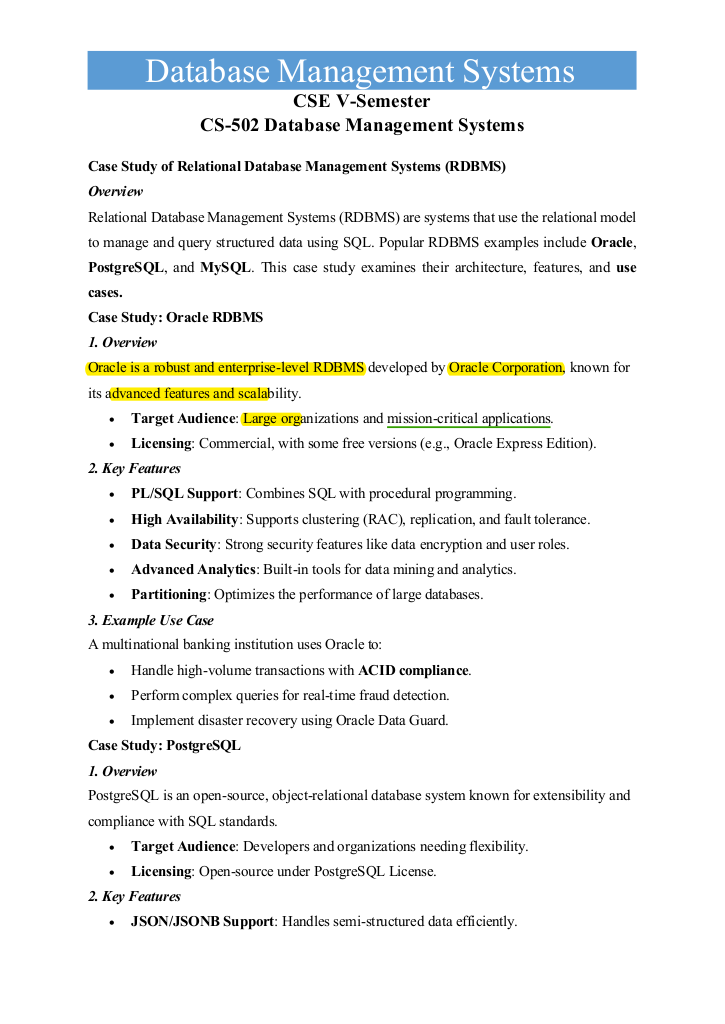 Database Management Systems
CSE V-Semester
CS-502 Database Management Systems
Case Study of Relational Database Management Systems (RDBMS)
Overview
Relational Database Management Systems (RDBMS) are systems that use the relational model
to manage and query structured data using SQL. Popular RDBMS examples include Oracle,
PostgreSQL, and MySQL. This case study examines their architecture, features, and use
cases.
Case Study: Oracle RDBMS
1. Overview
Oracle is a robust and enterprise-level RDBMS developed by Oracle Corporation, known for
its advanced features and scalability.
• Target Audience: Large organizations and mission-critical applications.
• Licensing: Commercial, with some free versions (e.g., Oracle Express Edition).
2. Key Features
• PL/SQL Support: Combines SQL with procedural programming.
• High Availability: Supports clustering (RAC), replication, and fault tolerance.
• Data Security: Strong security features like data encryption and user roles.
• Advanced Analytics: Built-in tools for data mining and analytics.
• Partitioning: Optimizes the performance of large databases.
3. Example Use Case
A multinational banking institution uses Oracle to:
• Handle high-volume transactions with ACID compliance.
• Perform complex queries for real-time fraud detection.
• Implement disaster recovery using Oracle Data Guard.
Case Study: PostgreSQL
1. Overview
PostgreSQL is an open-source, object-relational database system known for extensibility and
compliance with SQL standards.
• Target Audience: Developers and organizations needing flexibility.
• Licensing: Open-source under PostgreSQL License.
2. Key Features
• JSON/JSONB Support: Handles semi-structured data efficiently.